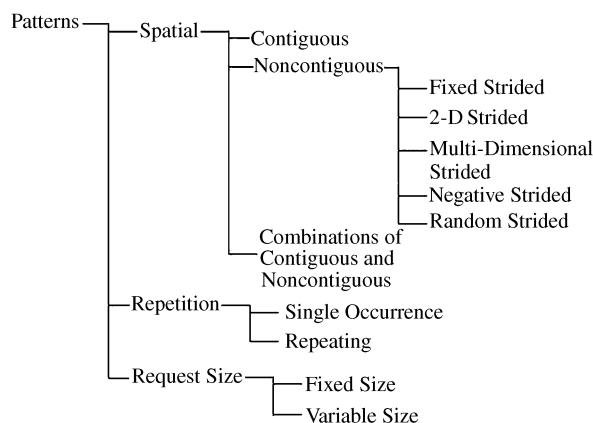 Patterns
Spatial
Contiguous
Noncontiguous
Fixed Strided
2-D Strided
Multi-Dimensional
Strided
Negative Strided
Random Strided
Combinations of
Contiguous and
Noncontiguous
Repetition
Single Occurrence
Repeating
Request Size
Fixed Size
Variable Size